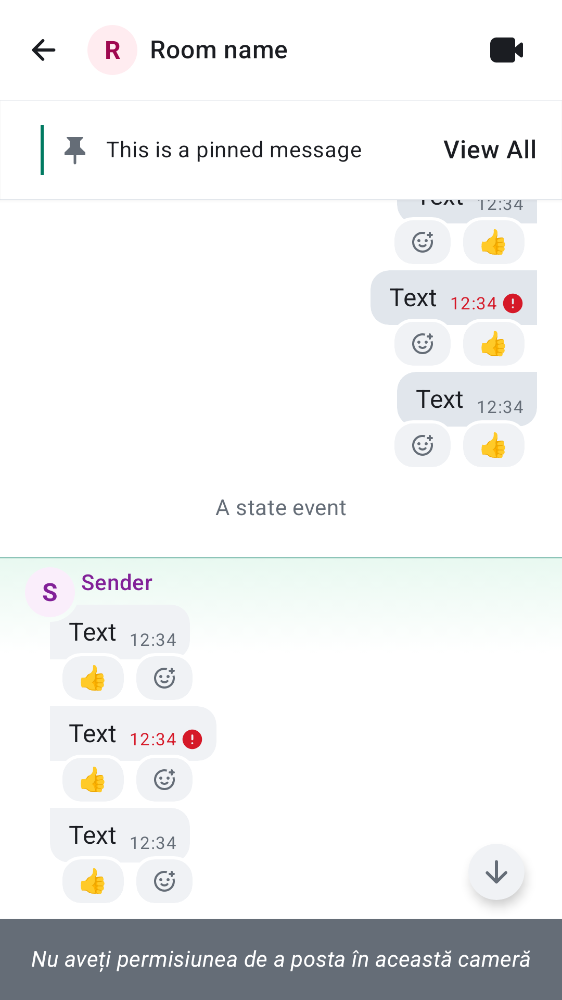 R Room name
This is a pinned message View All
Text 12:34
Text 12:34
Text 12:34
A state event
S Sender
Text 12:34
Text 12:34
Text 12:34
Nu aveți permisiunea de a posta în această cameră